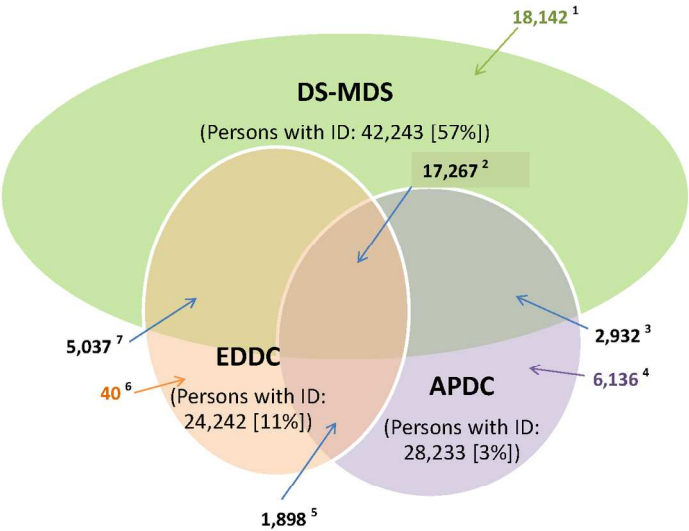 18,142 1
DS-MDS
(Persons with ID: 42,243 [57%])
17,267 2
5,037 7
2,932 3
EDDC
40 6
(Persons with ID:
24,242 [11%])
APDC
6,136 4
(Persons with ID:
28,233 [3%])
1,898 5